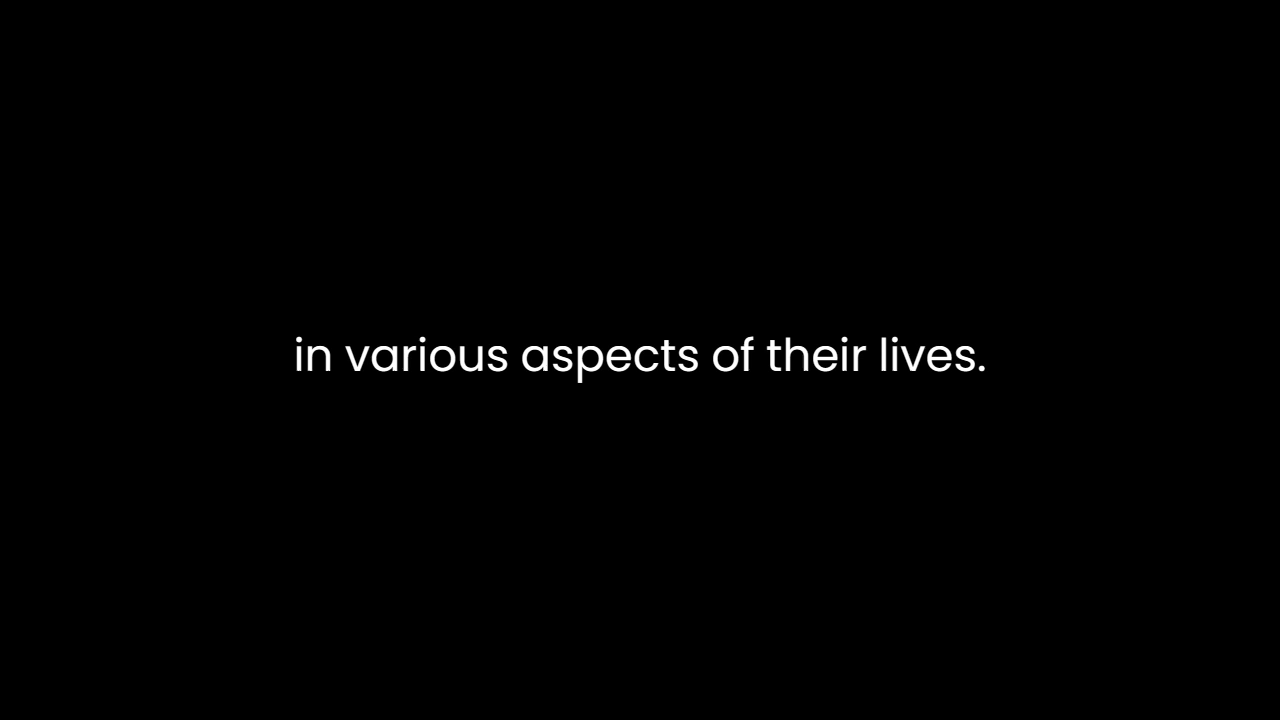 in various aspects of their lives.